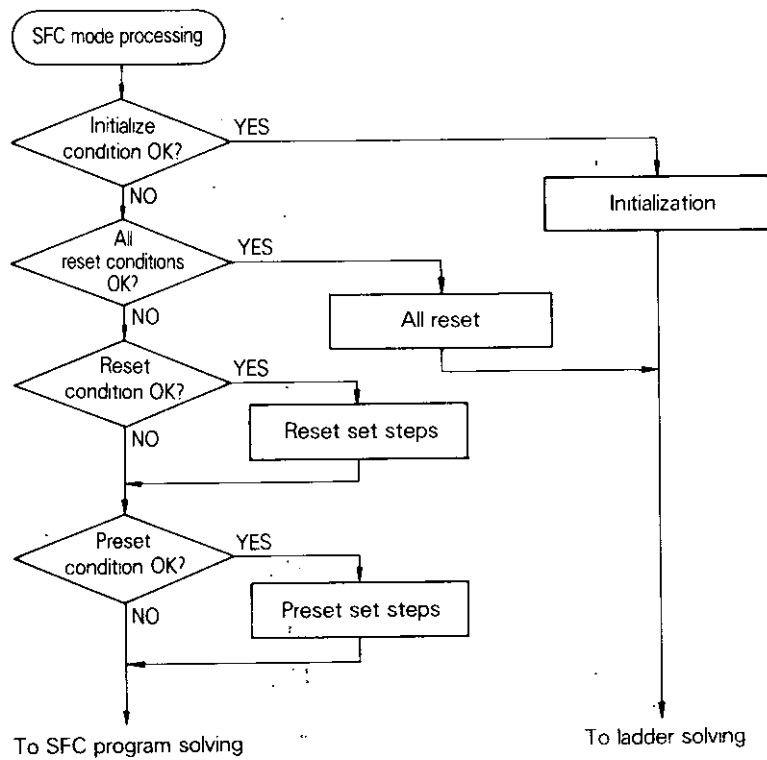 SFC mode processing
Initialize
condition OK?
YES
NO
Initialization
All
reset conditions
OK?
YES
NO
All reset
Reset
condition OK?
YES
NO
Reset set steps
Preset
condition OK?
YES
NO
Preset set steps
To SFC program solving
To ladder solving